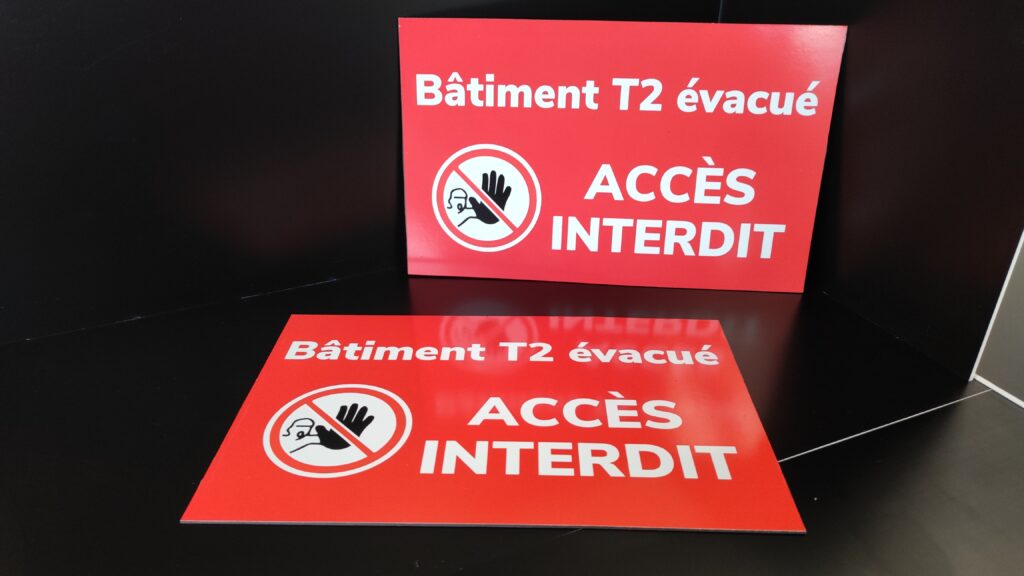 Bâtiment T2 évacué
ACCÈS
INTERDIT
Bâtiment T2 évacué
ACCÈS
INTERDIT